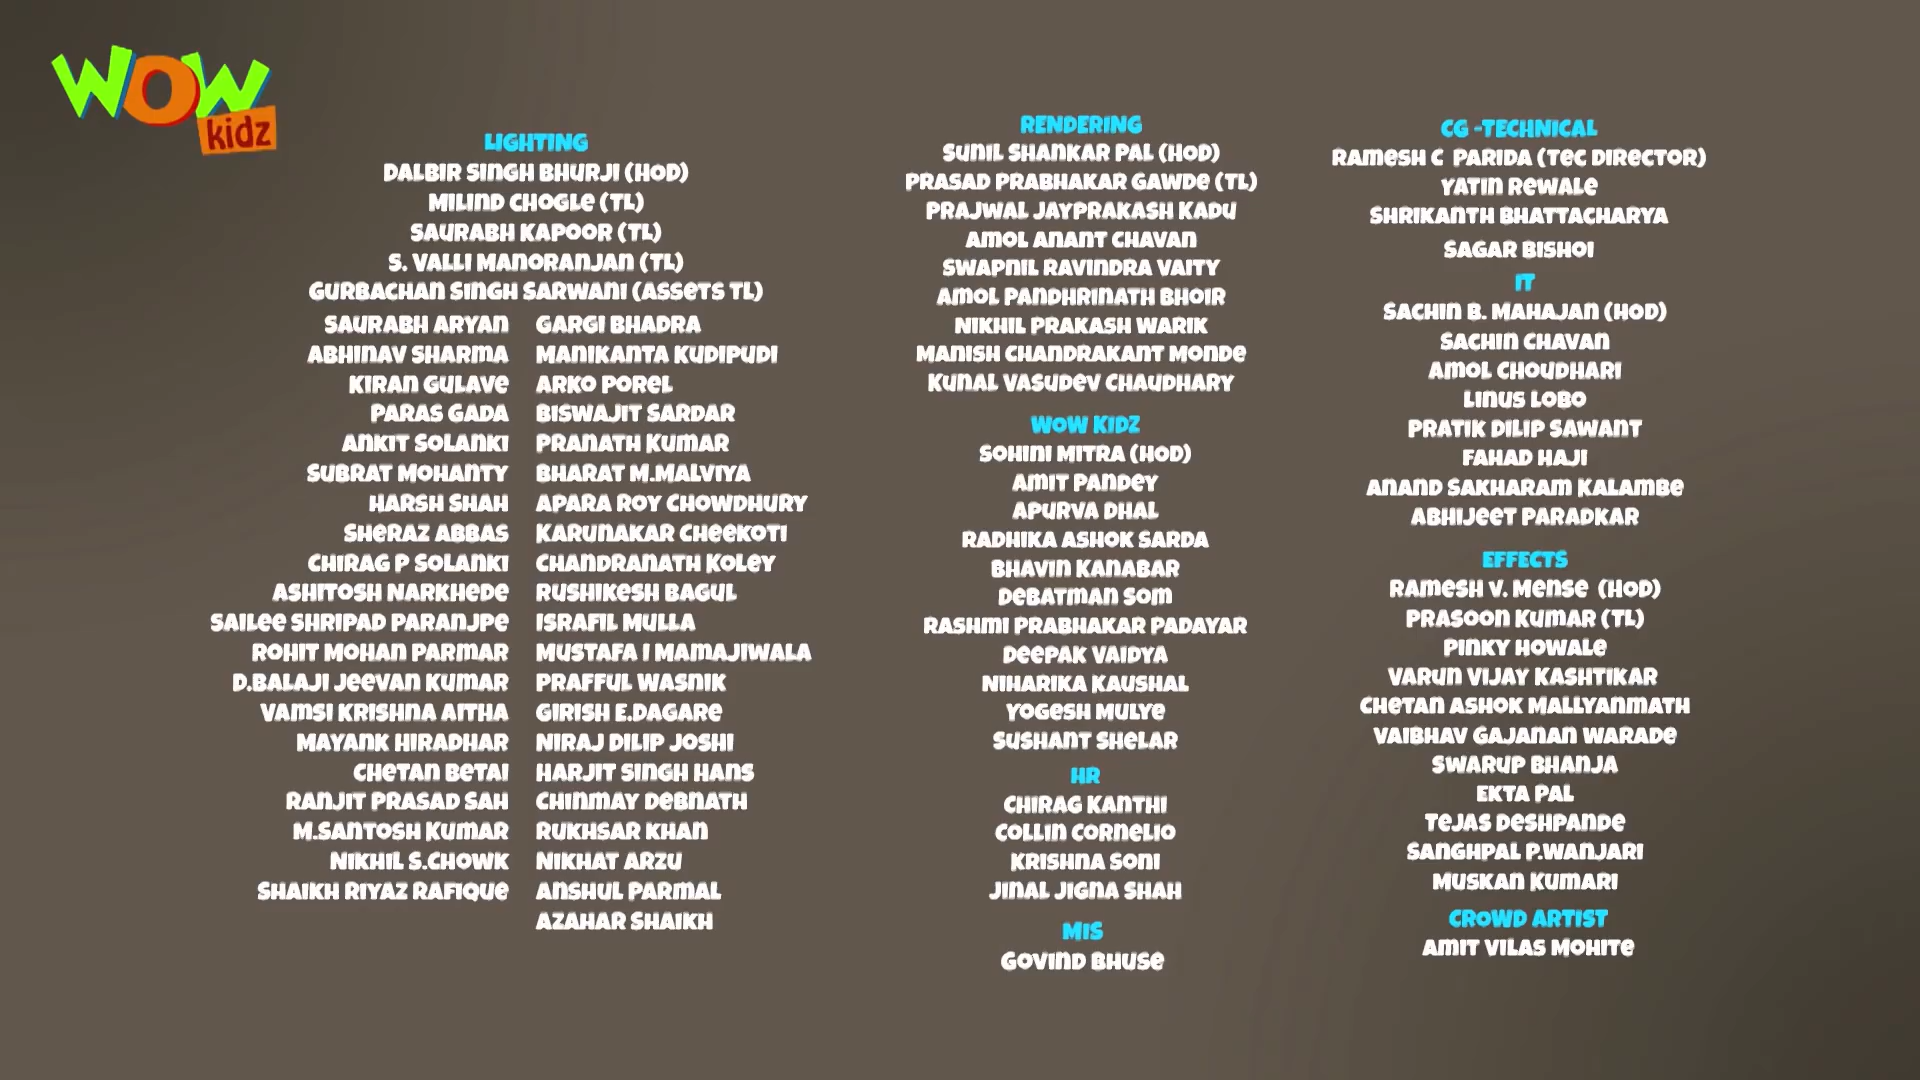 WOW
kidz
LIGHTING
DALBIR SINGH BHURJI (HOD)
MILIND CHOGLE (TL)
SAURABH KAPOOR (TL)
S. VALLI MANORANJAN (TL)
GURBACHAN SINGH SARWANI (ASSETS TL)
SAURABH ARYAN GARGI BHADRA
ABHINAV SHARMA MANIKANTA KUDIPUDI
KIRAN GULAVE ARKO POREL
PARAS GADA BISWAJIT SARDAR
ANKIT SOLANKI PRANATH KUMAR
SUBRAT MOHANTY BHARAT M.MALVIYA
HARSH SHAH APARA ROY CHOWDHURY
SHERAZ ABBAS KARUNAKAR CHEEKOTI
CHIRAG P SOLANKI CHANDRANATH KOLEY
ASHITOSH NARKHEDE RUSHIKESH BAGUL
SAILEE SHRIPAD PARANJPE ISRAFIL MULLA
ROHIT MOHAN PARMAR MUSTAFA I MAMAJIWALA
D.BALAJI JEEVAN KUMAR PRAFFUL WASNIK
VAMSI KRISHNA AITHA GIRISH E.DAGARE
MAYANK HIRADHAR NIRAJ DILIP JOSHI
CHETAN BETAI HARJIT SINGH HANS
RANJIT PRASAD SAH CHINMAY DEBNATH
M.SANTOSH KUMAR RUKHSAR KHAN
NIKHIL S.CHOWK NIKHAT ARZU
SHAIKH RIYAZ RAFIQUE ANSHUL PARMAL
AZAHAR SHAIKH
RENDERING
SUNIL SHANKAR PAL (HOD)
PRASAD PRABHAKAR GAWDE (TL)
PRAJWAL JAYPRAKASH KADU
AMOL ANANT CHAVAN
SWAPNIL RAVINDRA VAITY
AMOL PANDHRINATH BHOIR
NIKHIL PRAKASH WARIK
MANISH CHANDRAKANT MONDE
KUNAL VASUDEV CHAUDHARY
WOW KIDZ
SOHINI MITRA (HOD)
AMIT PANDEY
APURVA DHAL
RADHIKA ASHOK SARDA
BHAVIN KANABAR
DEBATMAN SOM
RASHMI PRABHAKAR PADAYAR
DEEPAK VAIDYA
NIHARIKA KAUSHAL
YOGESH MULYE
SUSHANT SHELAR
HR
CHIRAG KANTHI
COLLIN CORNELIO
KRISHNA SONI
JINAL JIGNA SHAH
MIS
GOVIND BHUSE
CG -TECHNICAL
RAMESH C PARIDA (TEC DIRECTOR)
YATIN REWALE
SHRIKANTH BHATTACHARYA
SAGAR BISHOI
IT
SACHIN B. MAHAJAN (HOD)
SACHIN CHAVAN
AMOL CHOUDHARI
LINUS LOBO
PRATIK DILIP SAWANT
FAHAD HAJI
ANAND SAKHARAM KALAMBE
ABHIJEET PARADKAR
EFFECTS
RAMESH V. MENSE (HOD)
PRASOON KUMAR (TL)
PINKY HOWALE
VARUN VIJAY KASHTIKAR
CHETAN ASHOK MALLYANMATH
VAIBHAV GAJANAN WARADE
SWARUP BHANJA
EKTA PAL
TEJAS DESHPANDE
SANGHPAL P.WANJARI
MUSKAN KUMARI
CROWD ARTIST
AMIT VILAS MOHITE